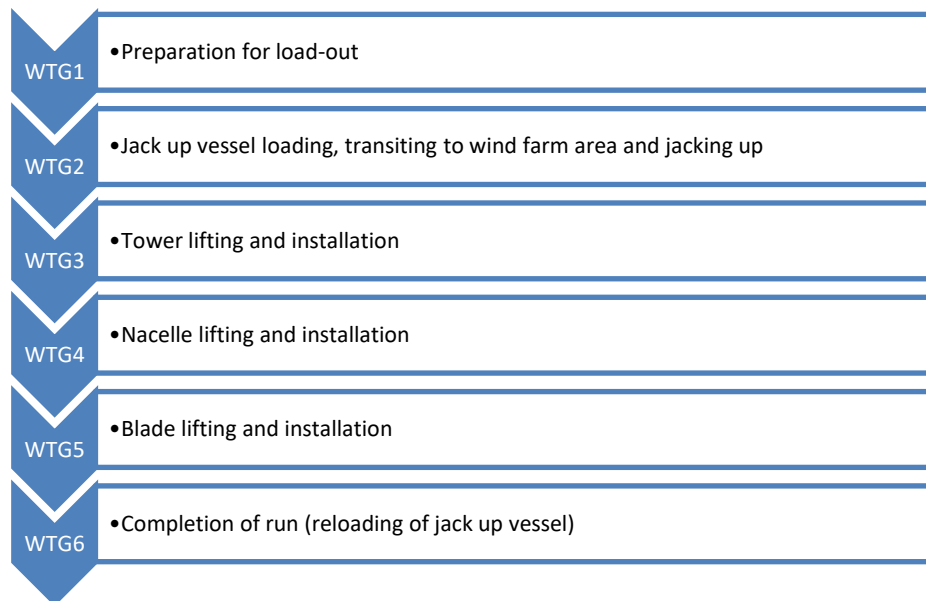 WTG1
•Preparation for load-out
WTG2
•Jack up vessel loading, transiting to wind farm area and jacking up
WTG3
•Tower lifting and installation
WTG4
•Nacelle lifting and installation
WTG5
•Blade lifting and installation
WTG6
•Completion of run (reloading of jack up vessel)